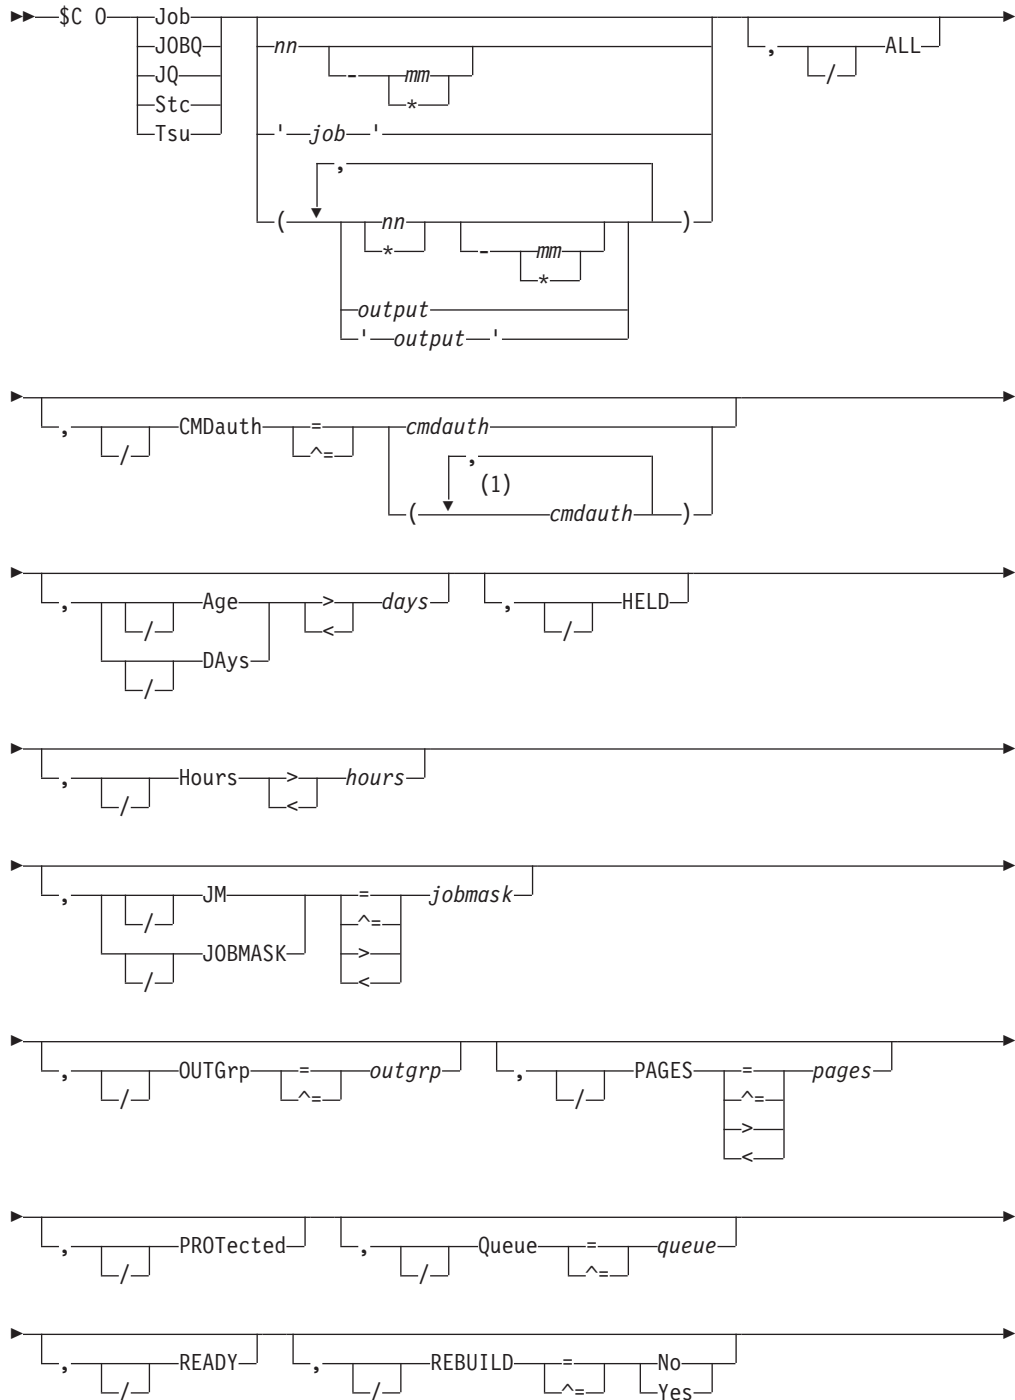 $C O Job
JOBQ nn , ALL
JQ - mm /
Stc *
Tsu ' job '
,
( nn )
* - mm
*
output
' output '
, CMDauth = cmdauth
/ ^= ,
(1)
( cmdauth )
, Age > days , HELD
/ < /
DAys
/
, Hours > hours
/ <
, JM = jobmask
/ ^=
JOBMASK >
/ <
, OUTGrp = outgrp , PAGES = pages
/ ^= / ^=
>
<
, PROTected , Queue = queue
/ / ^=
, READY , REBUILD = No
/ / ^= Yes